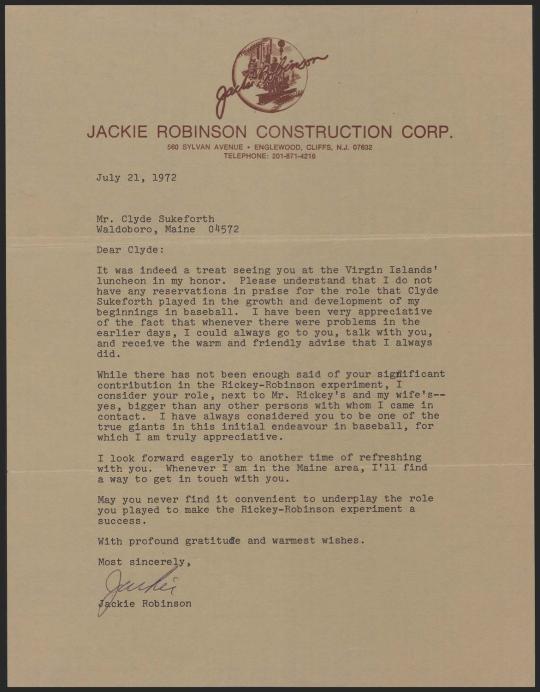 Jackie Robinson
JACKIE ROBINSON CONSTRUCTION CORP.
560 SYLVAN AVENUE • ENGLEWOOD, CLIFFS, N.J. 07632
TELEPHONE: 201-871-4216
July 21, 1972
Mr. Clyde Sukeforth
Waldoboro, Maine 04572
Dear Clyde:
It was indeed a treat seeing you at the Virgin Islands'
luncheon in my honor. Please understand that I do not
have any reservations in praise for the role that Clyde
Sukeforth played in the growth and development of my
beginnings in baseball. I have been very appreciative
of the fact that whenever there were problems in the
earlier days, I could always go to you, talk with you,
and receive the warm and friendly advise that I always
did.
While there has not been enough said of your significant
contribution in the Rickey-Robinson experiment, I
consider your role, next to Mr. Rickey's and my wife's--
yes, bigger than any other persons with whom I came in
contact. I have always considered you to be one of the
true giants in this initial endeavour in baseball, for
which I am truly appreciative.
I look forward eagerly to another time of refreshing
with you. Whenever I am in the Maine area, I'll find
a way to get in touch with you.
May you never find it convenient to underplay the role
you played to make the Rickey-Robinson experiment a
success.
With profound gratitude and warmest wishes.
Most sincerely,
Jackie
Jackie Robinson